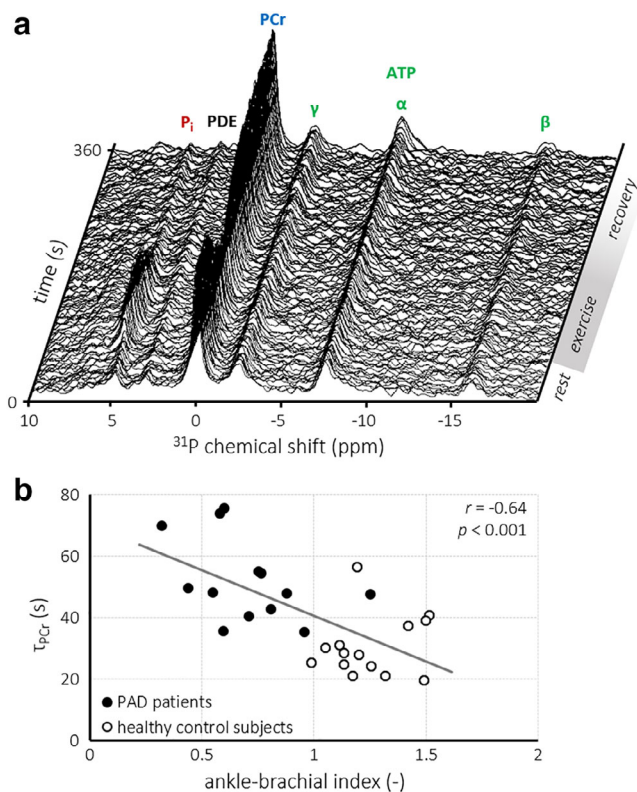 a
PCr
ATP
Pi PDE γ α β
360
time (s)
0
rest exercise recovery
10 5 0 -5 -10 -15
31P chemical shift (ppm)
b
80
r = -0.64
p < 0.001
60
40
20
0
τPCr (s)
PAD patients
healthy control subjects
0 0.5 1 1.5 2
ankle-brachial index (-)